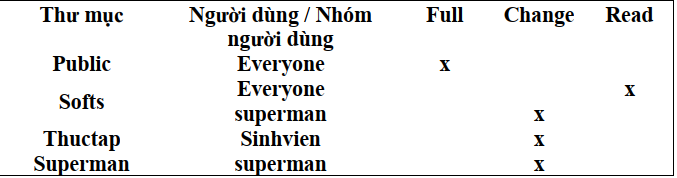 Thư mục Người dùng / Nhóm người dùng Full Change Read
Public Everyone x
Softs Everyone x
superman x
Thuctap Sinhvien x
Superman superman x